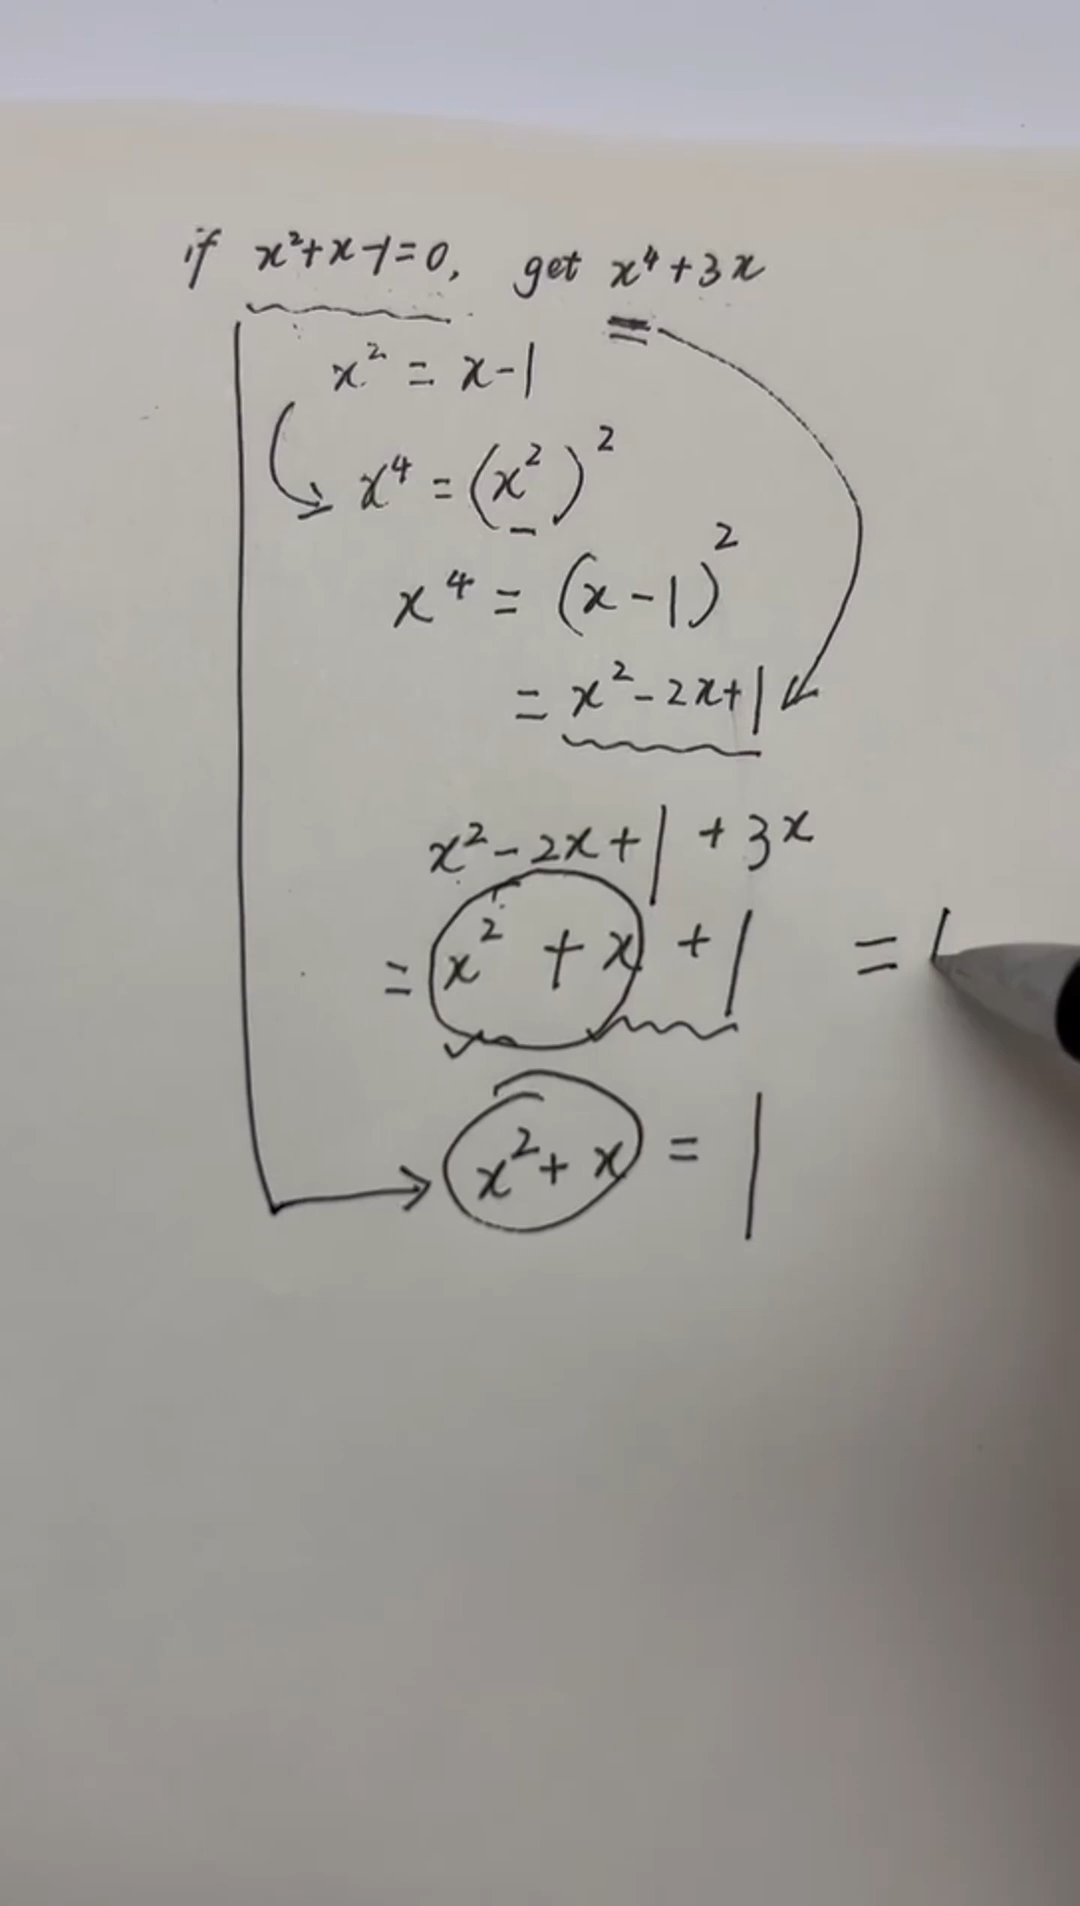 if x²+x-1=0, get x⁴+3x
x² = x-1
x⁴ = (x²)²
x⁴ = (x-1)²
= x²-2x+1
x²-2x+1+3x
= x²+x+1 = 1
x²+x = 1